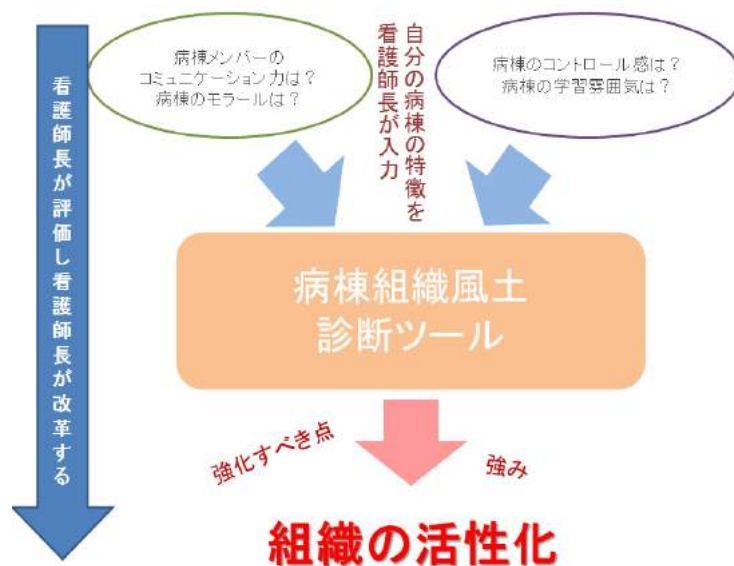 病棟メンバーの
コミュニケーション力は？
病棟のモラールは？
自分の病棟の特徴を
看護師長が入力
病棟のコントロール感は？
病棟の学習雰囲気は？
看護師長が評価し看護師長が改革する
病棟組織風土
診断ツール
強化すべき点
強み
組織の活性化